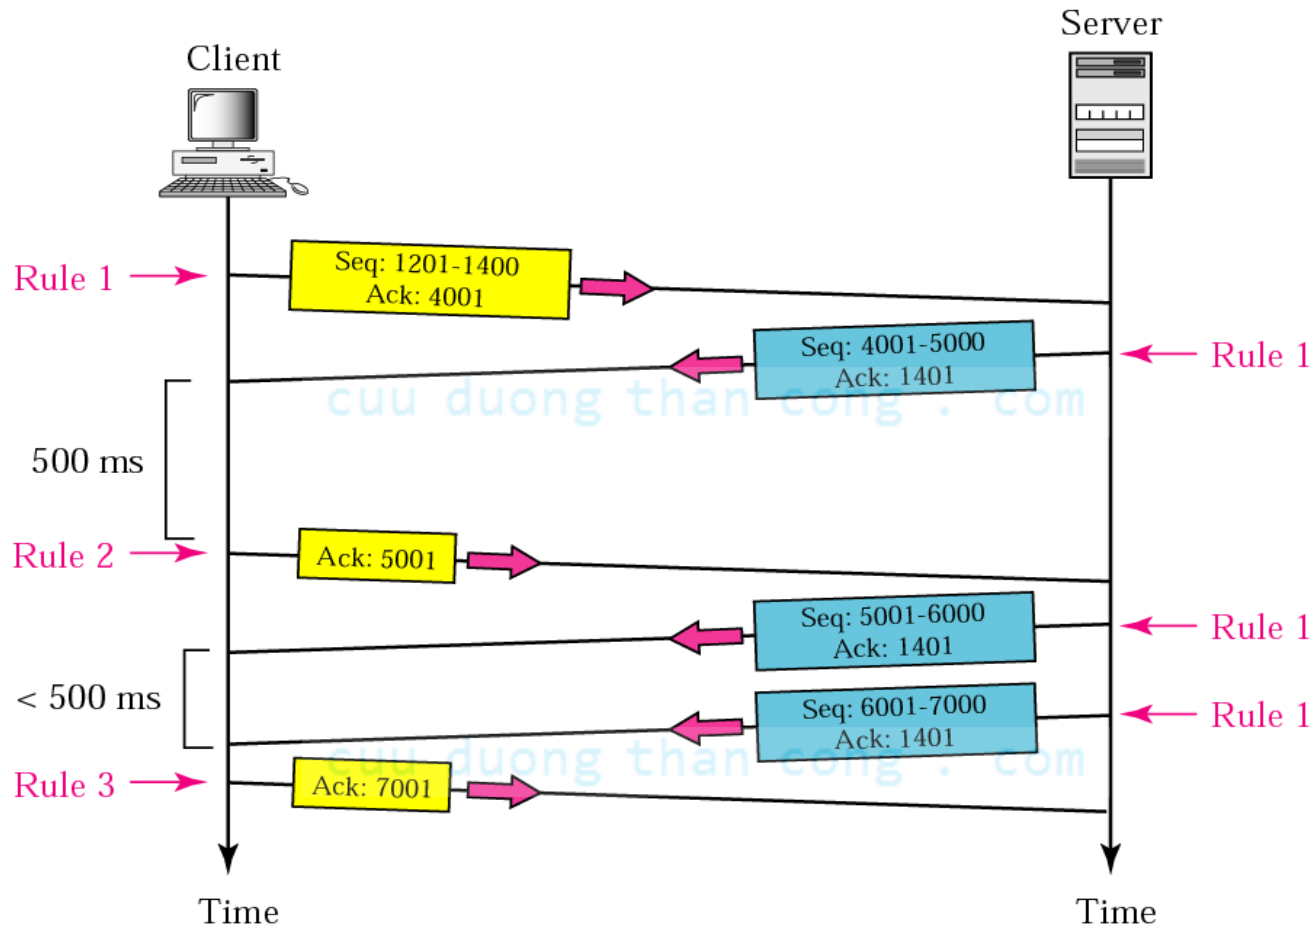 Server
Client
Rule 1
Seq: 1201-1400
Ack: 4001
Seq: 4001-5000
Ack: 1401
Rule 1
cuu duong than cong . com
500 ms
Rule 2
Ack: 5001
Seq: 5001-6000
Ack: 1401
Rule 1
< 500 ms
Seq: 6001-7000
Ack: 1401
Rule 1
cuu duong than cong . com
Rule 3
Ack: 7001
Time
Time